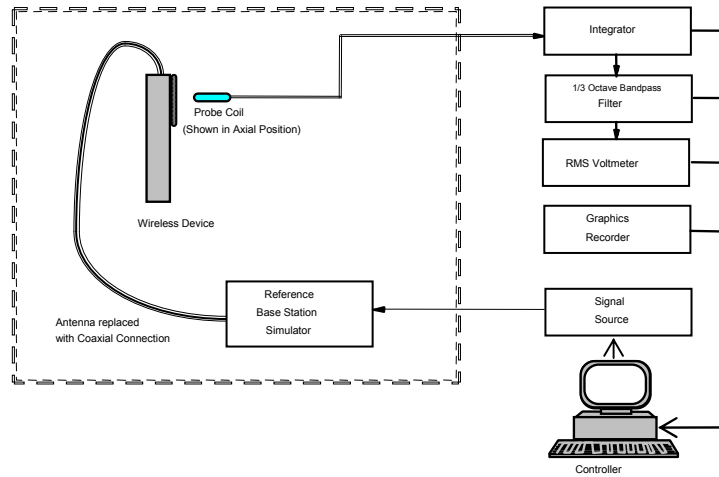 Integrator
1/3 Octave Bandpass
Filter
RMS Voltmeter
Graphics
Recorder
Signal
Source
Controller
Probe Coil
(Shown in Axial Position)
Wireless Device
Reference
Base Station
Simulator
Antenna replaced
with Coaxial Connection